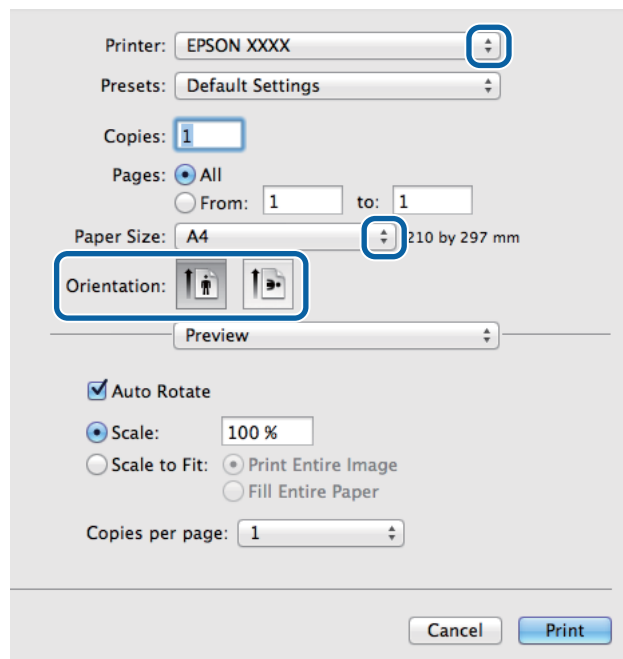 Printer: EPSON XXXX
Presets: Default Settings
Copies: 1
Pages: All
From: 1 to: 1
Paper Size: A4 210 by 297 mm
Orientation:
Preview
Auto Rotate
Scale: 100 %
Scale to Fit: Print Entire Image
Fill Entire Paper
Copies per page: 1
Cancel Print